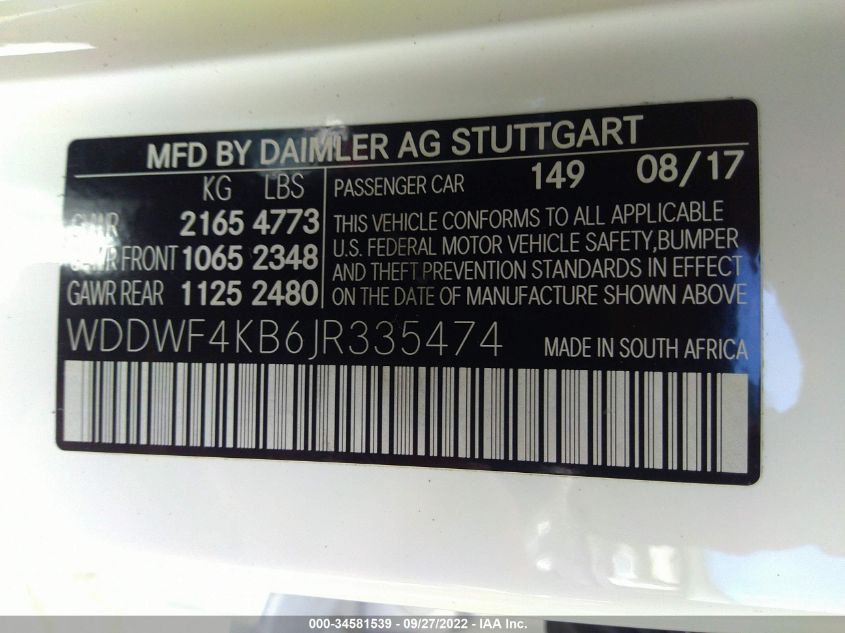 MFD BY DAIMLER AG STUTTGART
KG LBS
GVWR 2165 4773
GAWR FRONT 1065 2348
GAWR REAR 1125 2480
PASSENGER CAR 149 08/17
THIS VEHICLE CONFORMS TO ALL APPLICABLE
U.S. FEDERAL MOTOR VEHICLE SAFETY,BUMPER
AND THEFT PREVENTION STANDARDS IN EFFECT
ON THE DATE OF MANUFACTURE SHOWN ABOVE
WDDWF4KB6JR335474 MADE IN SOUTH AFRICA
000-34581539 - 09/27/2022 - IAA Inc.